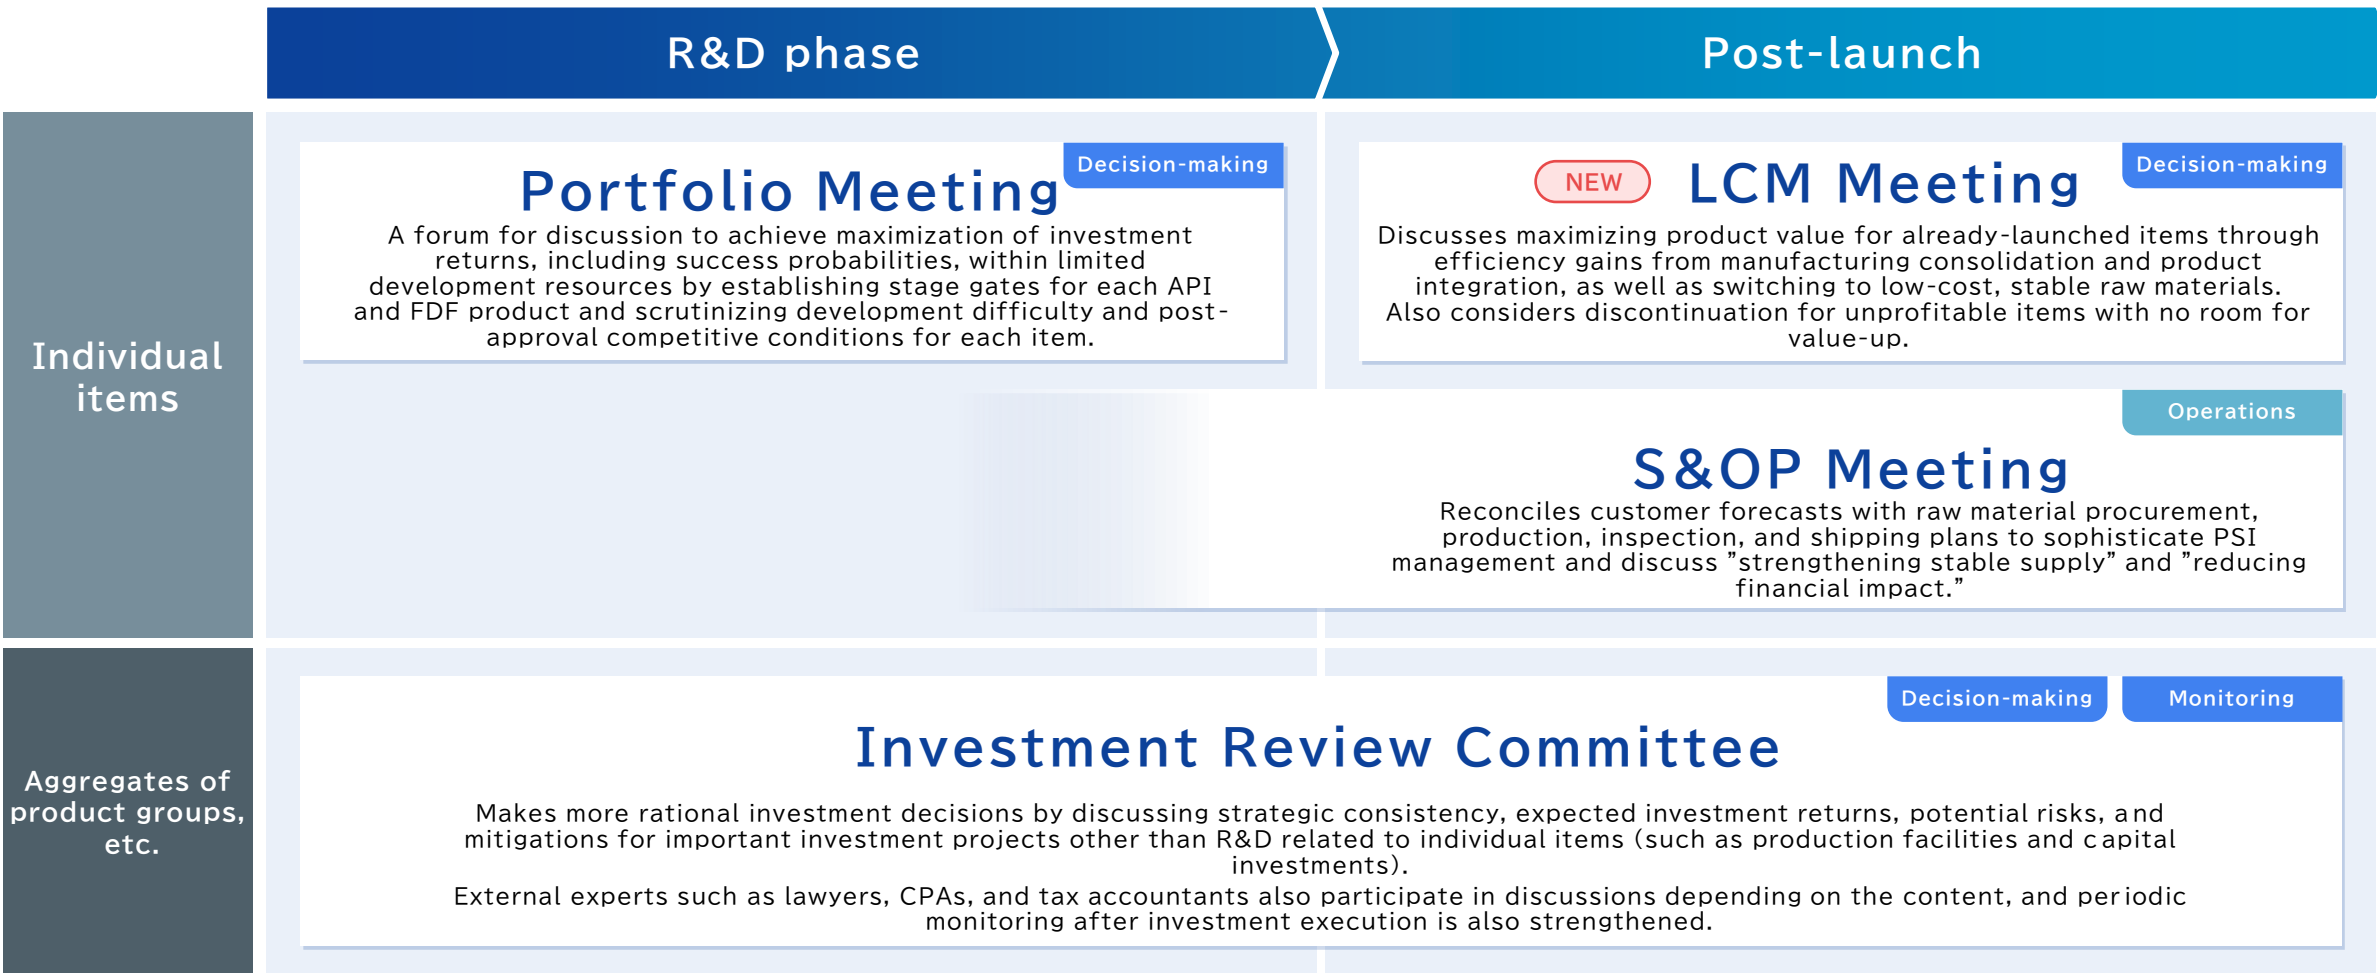 R&D phase
Post-launch
Individual
items
Decision-making
Portfolio Meeting
A forum for discussion to achieve maximization of investment
returns, including success probabilities, within limited
development resources by establishing stage gates for each API
and FDF product and scrutinizing development difficulty and post-
approval competitive conditions for each item.
Decision-making
NEW
LCM Meeting
Discusses maximizing product value for already-launched items through
efficiency gains from manufacturing consolidation and product
integration, as well as switching to low-cost, stable raw materials.
Also considers discontinuation for unprofitable items with no room for
value-up.
Operations
S&OP Meeting
Reconciles customer forecasts with raw material procurement,
production, inspection, and shipping plans to sophisticate PSI
management and discuss ”strengthening stable supply” and ”reducing
financial impact.”
Aggregates of
product groups,
etc.
Decision-making
Monitoring
Investment Review Committee
Makes more rational investment decisions by discussing strategic consistency, expected investment returns, potential risks, and
mitigations for important investment projects other than R&D related to individual items (such as production facilities and capital
investments).
External experts such as lawyers, CPAs, and tax accountants also participate in discussions depending on the content, and periodic
monitoring after investment execution is also strengthened.